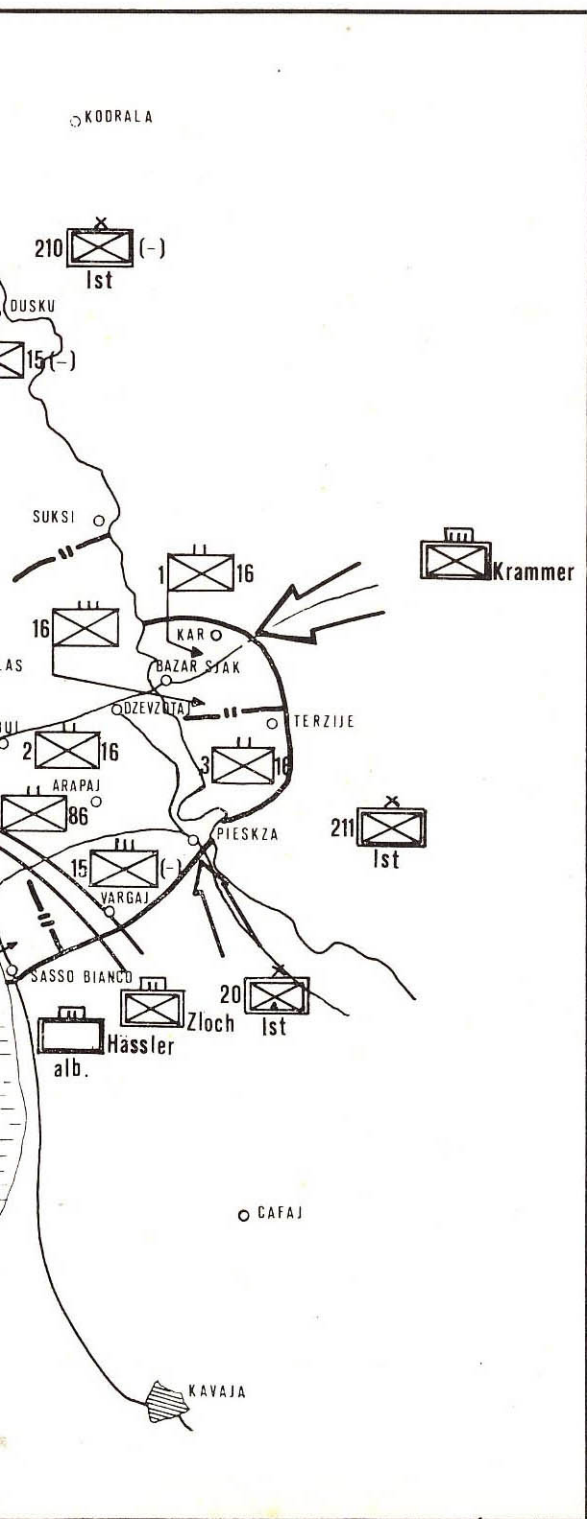 KODRALA
210 (-)
Ist
DUSKU
15(-)
SUKSI
1 16
Krammer
16
KAR
LAS
BAZAR SJAK
DZEVZOTAJ
TERZIJE
2 16
3 16
ARAPAJ
86
211
Ist
PIESKZA
15 (-)
VARGAJ
SASSO BIANCO
20
Ist
Zloch
Hässler
alb.
CAFAJ
KAVAJA